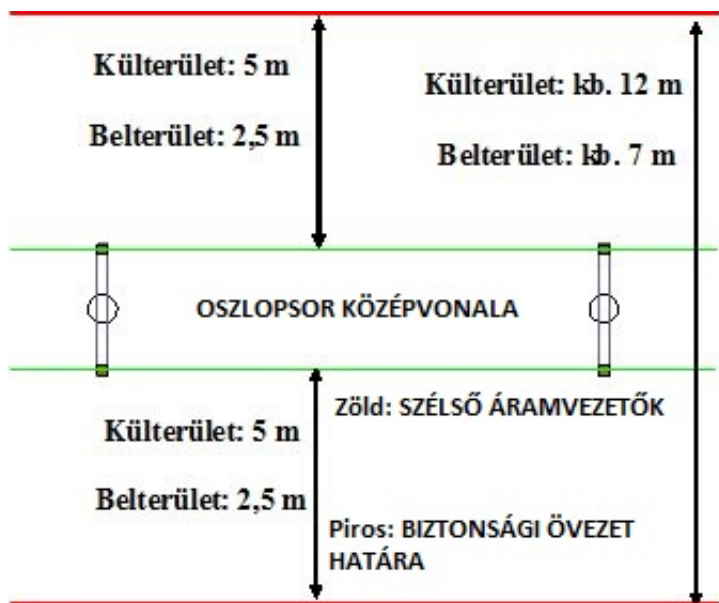 Külterület: 5 m
Belterület: 2,5 m
Külterület: kb. 12 m
Belterület: kb. 7 m
OSZLOPSOR KÖZÉPVONALA
Zöld: SZÉLSŐ ÁRAMVEZETŐK
Külterület: 5 m
Belterület: 2,5 m
Piros: BIZTONSÁGI ÖVEZET
HATÁRA